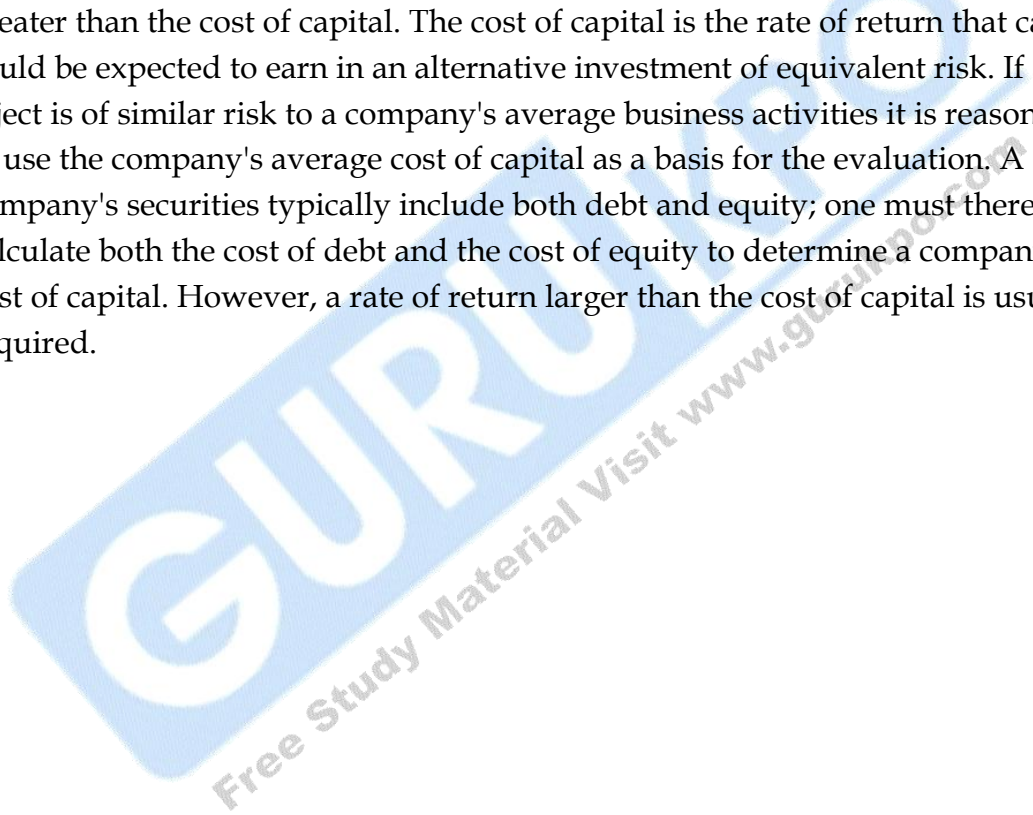 eater than the cost of capital. The cost of capital is the rate of return that ca
uld be expected to earn in an alternative investment of equivalent risk. If
ject is of similar risk to a company's average business activities it is reason
use the company's average cost of capital as a basis for the evaluation. A
mpany's securities typically include both debt and equity; one must there
lculate both the cost of debt and the cost of equity to determine a compan
st of capital. However, a rate of return larger than the cost of capital is usu
quired.
GURUKPO
Free Study Material Visit www.gurukpo.com